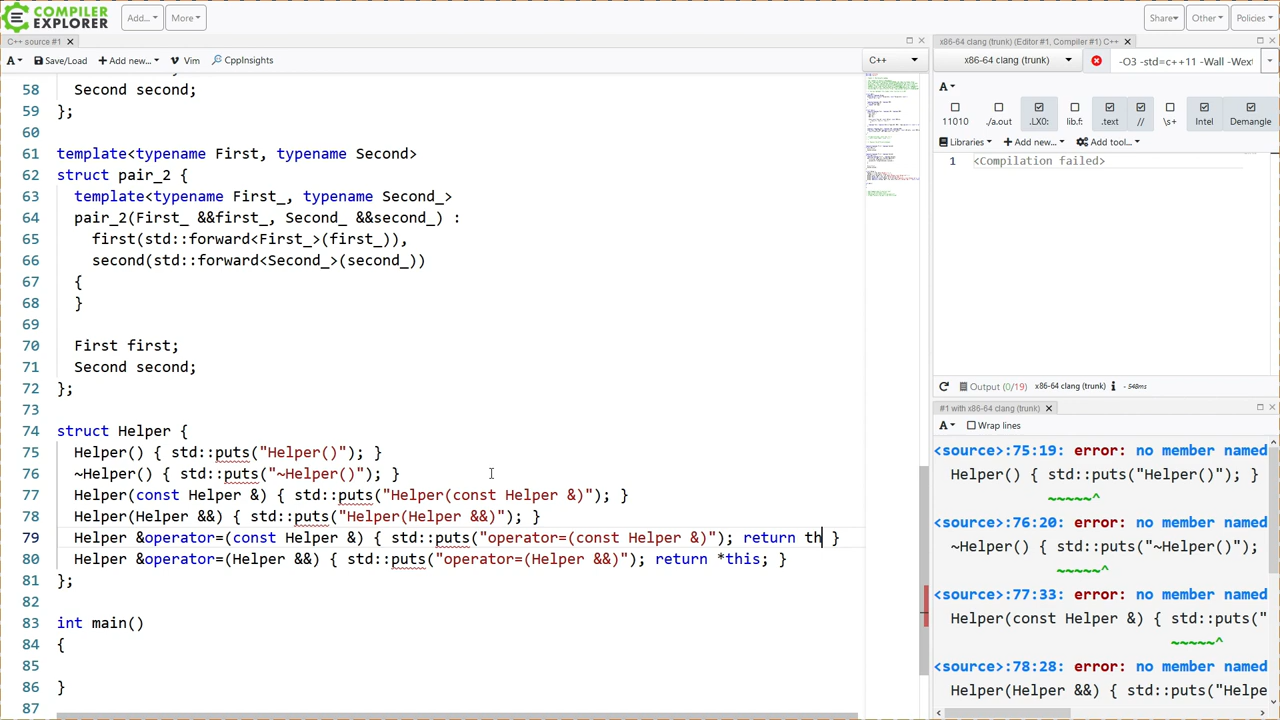 COMPILER
EXPLORER
Add...
More
Share
Other
Policies
C++ source #1
A
Save/Load
Add new...
Vim
CppInsights
C++
58 Second second;
59 };
60
61 template<typename First, typename Second>
62 struct pair_2 {
63 template<typename First_, typename Second_>
64 pair_2(First_ &&first_, Second_ &&second_) :
65 first(std::forward<First_>(first_)),
66 second(std::forward<Second_>(second_))
67 {
68 }
69
70 First first;
71 Second second;
72 };
73
74 struct Helper {
75 Helper() { std::puts("Helper()"); }
76 ~Helper() { std::puts("~Helper()"); }
77 Helper(const Helper &) { std::puts("Helper(const Helper &)"); }
78 Helper(Helper &&) { std::puts("Helper(Helper &&)"); }
79 Helper &operator=(const Helper &) { std::puts("operator=(const Helper &)"); return th }
80 Helper &operator=(Helper &&) { std::puts("operator=(Helper &&)"); return *this; }
81 };
82
83 int main()
84 {
85
86 }
87
x86-64 clang (trunk) (Editor #1, Compiler #1) C++
x86-64 clang (trunk)
-O3 -std=c++11 -Wall -Wext
A
11010
./a.out
.LX0:
lib.f:
.text
//
\s+
Intel
Demangle
Libraries
Add new...
Add tool...
1 <Compilation failed>
Output (0/19) x86-64 clang (trunk) i - 548ms
#1 with x86-64 clang (trunk)
A
Wrap lines
<source>:75:19: error: no member named
Helper() { std::puts("Helper()"); }
~~~~~^
<source>:76:20: error: no member named
~Helper() { std::puts("~Helper()");
~~~~~^
<source>:77:33: error: no member named
Helper(const Helper &) { std::puts("
~~~~~^
<source>:78:28: error: no member named
Helper(Helper &&) { std::puts("Helpe